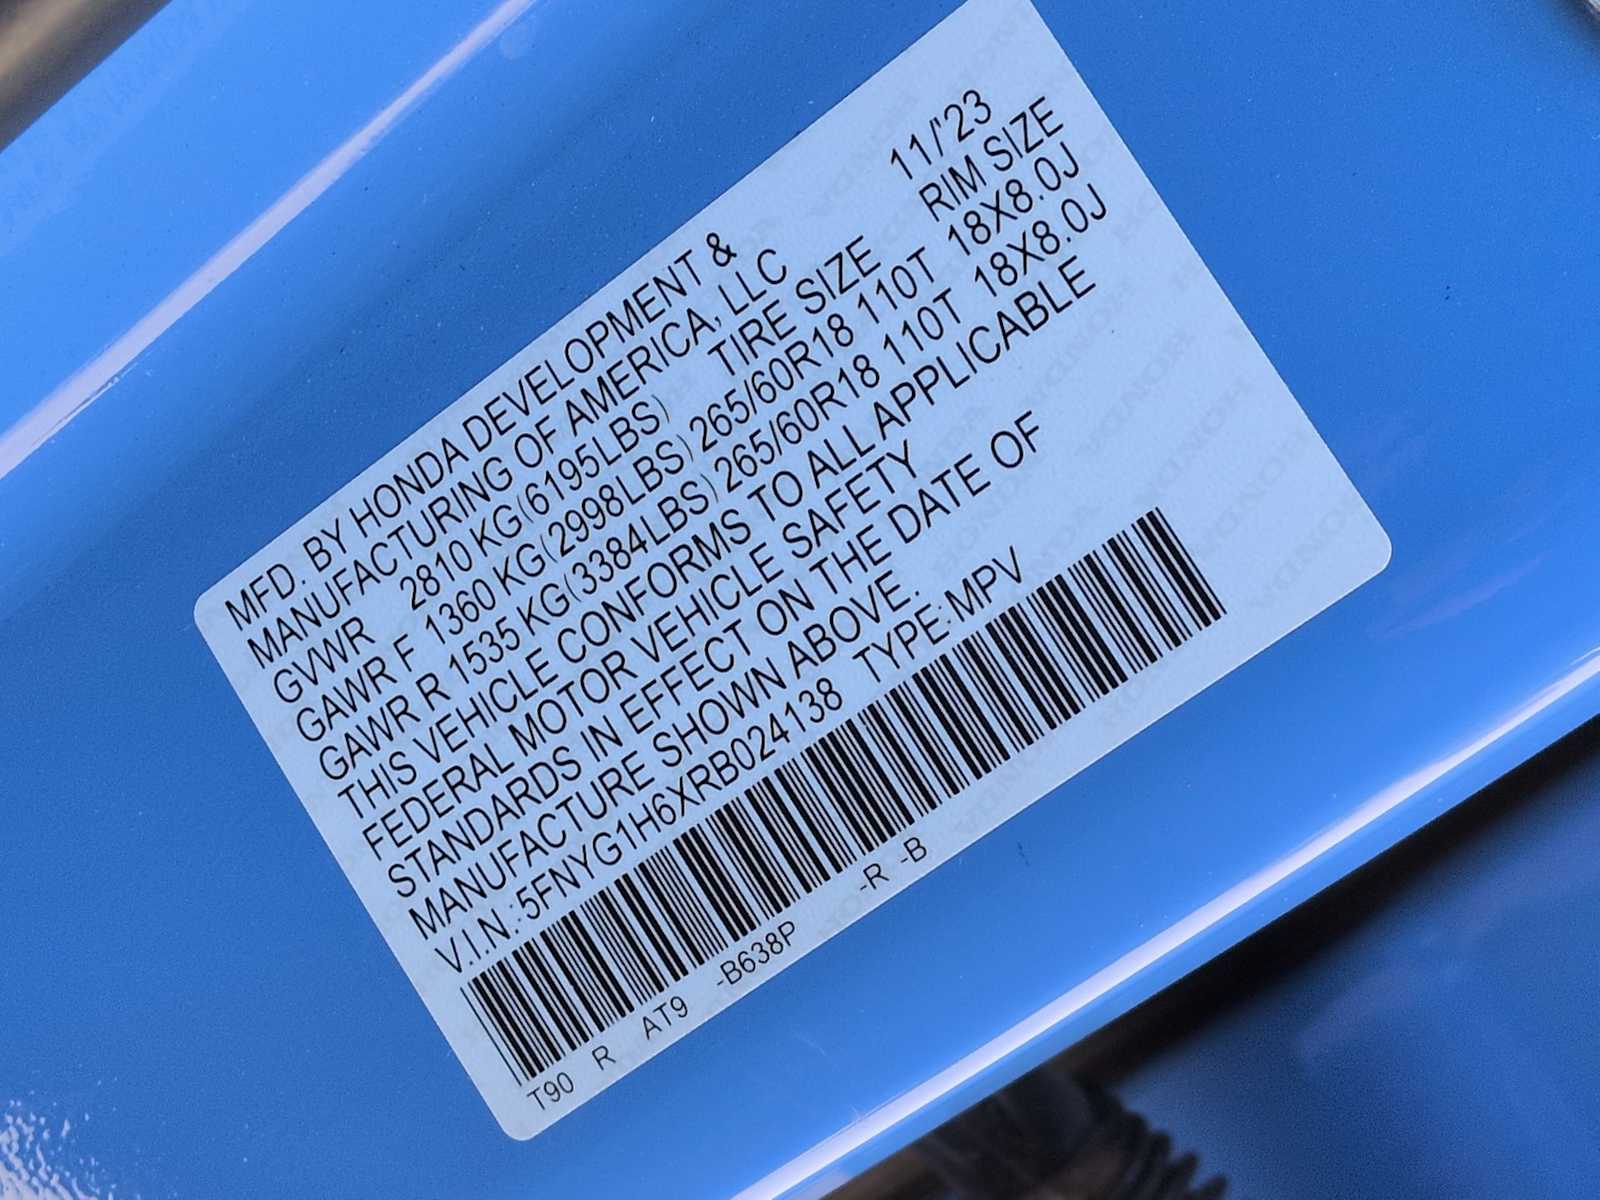 11/'23
MFD. BY HONDA DEVELOPMENT &
MANUFACTURING OF AMERICA, LLC
TIRE SIZE RIM SIZE
GVWR 2810 KG(6195LBS)
GAWR F 1360 KG(2998LBS) 265/60R18 110T 18X8.0J
GAWR R 1535 KG(3384LBS) 265/60R18 110T 18X8.0J
THIS VEHICLE CONFORMS TO ALL APPLICABLE
FEDERAL MOTOR VEHICLE SAFETY
STANDARDS IN EFFECT ON THE DATE OF
MANUFACTURE SHOWN ABOVE.
V.I.N.:5FNYG1H6XRB024138 TYPE:MPV
T90 R AT9 -B638P -R -B